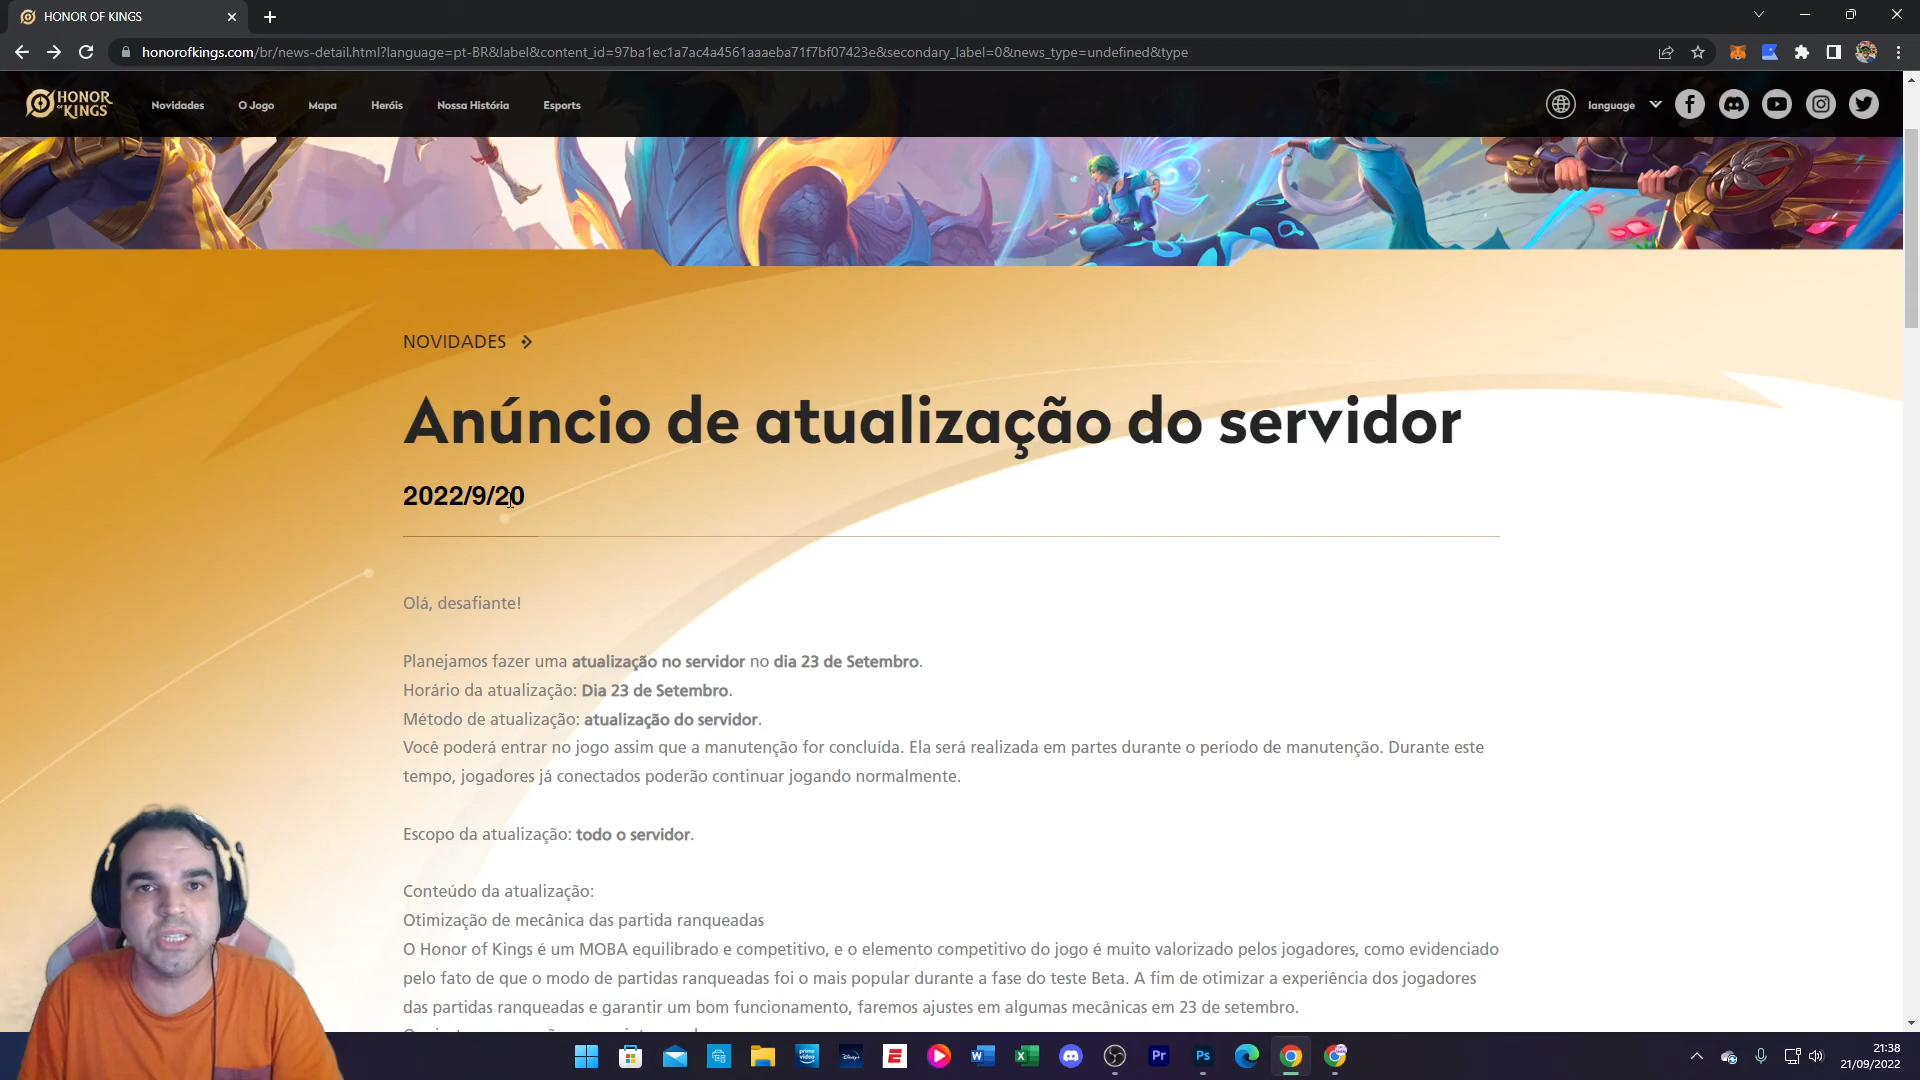 HONOR OF KINGS
honorofkings.com/br/news-detail.html?language=pt-BR&label&content_id=97ba1ec1a7ac4a4561aaaeba71f7bf07423e&secondary_label=0&news_type=undefined&type
HONOR OF KINGS
Novidades O Jogo Mapa Heróis Nossa História Esports language
NOVIDADES
Anúncio de atualização do servidor
2022/9/20
Olá, desafiante!
Planejamos fazer uma atualização no servidor no dia 23 de Setembro.
Horário da atualização: Dia 23 de Setembro.
Método de atualização: atualização do servidor.
Você poderá entrar no jogo assim que a manutenção for concluída. Ela será realizada em partes durante o período de manutenção. Durante este
tempo, jogadores já conectados poderão continuar jogando normalmente.
Escopo da atualização: todo o servidor.
Conteúdo da atualização:
Otimização de mecânica das partida ranqueadas
O Honor of Kings é um MOBA equilibrado e competitivo, e o elemento competitivo do jogo é muito valorizado pelos jogadores, como evidenciado
pelo fato de que o modo de partidas ranqueadas foi o mais popular durante a fase do teste Beta. A fim de otimizar a experiência dos jogadores
das partidas ranqueadas e garantir um bom funcionamento, faremos ajustes em algumas mecânicas em 23 de setembro.
prime video
Disney+
E
W
X
Pr
Ps
21:38
21/09/2022